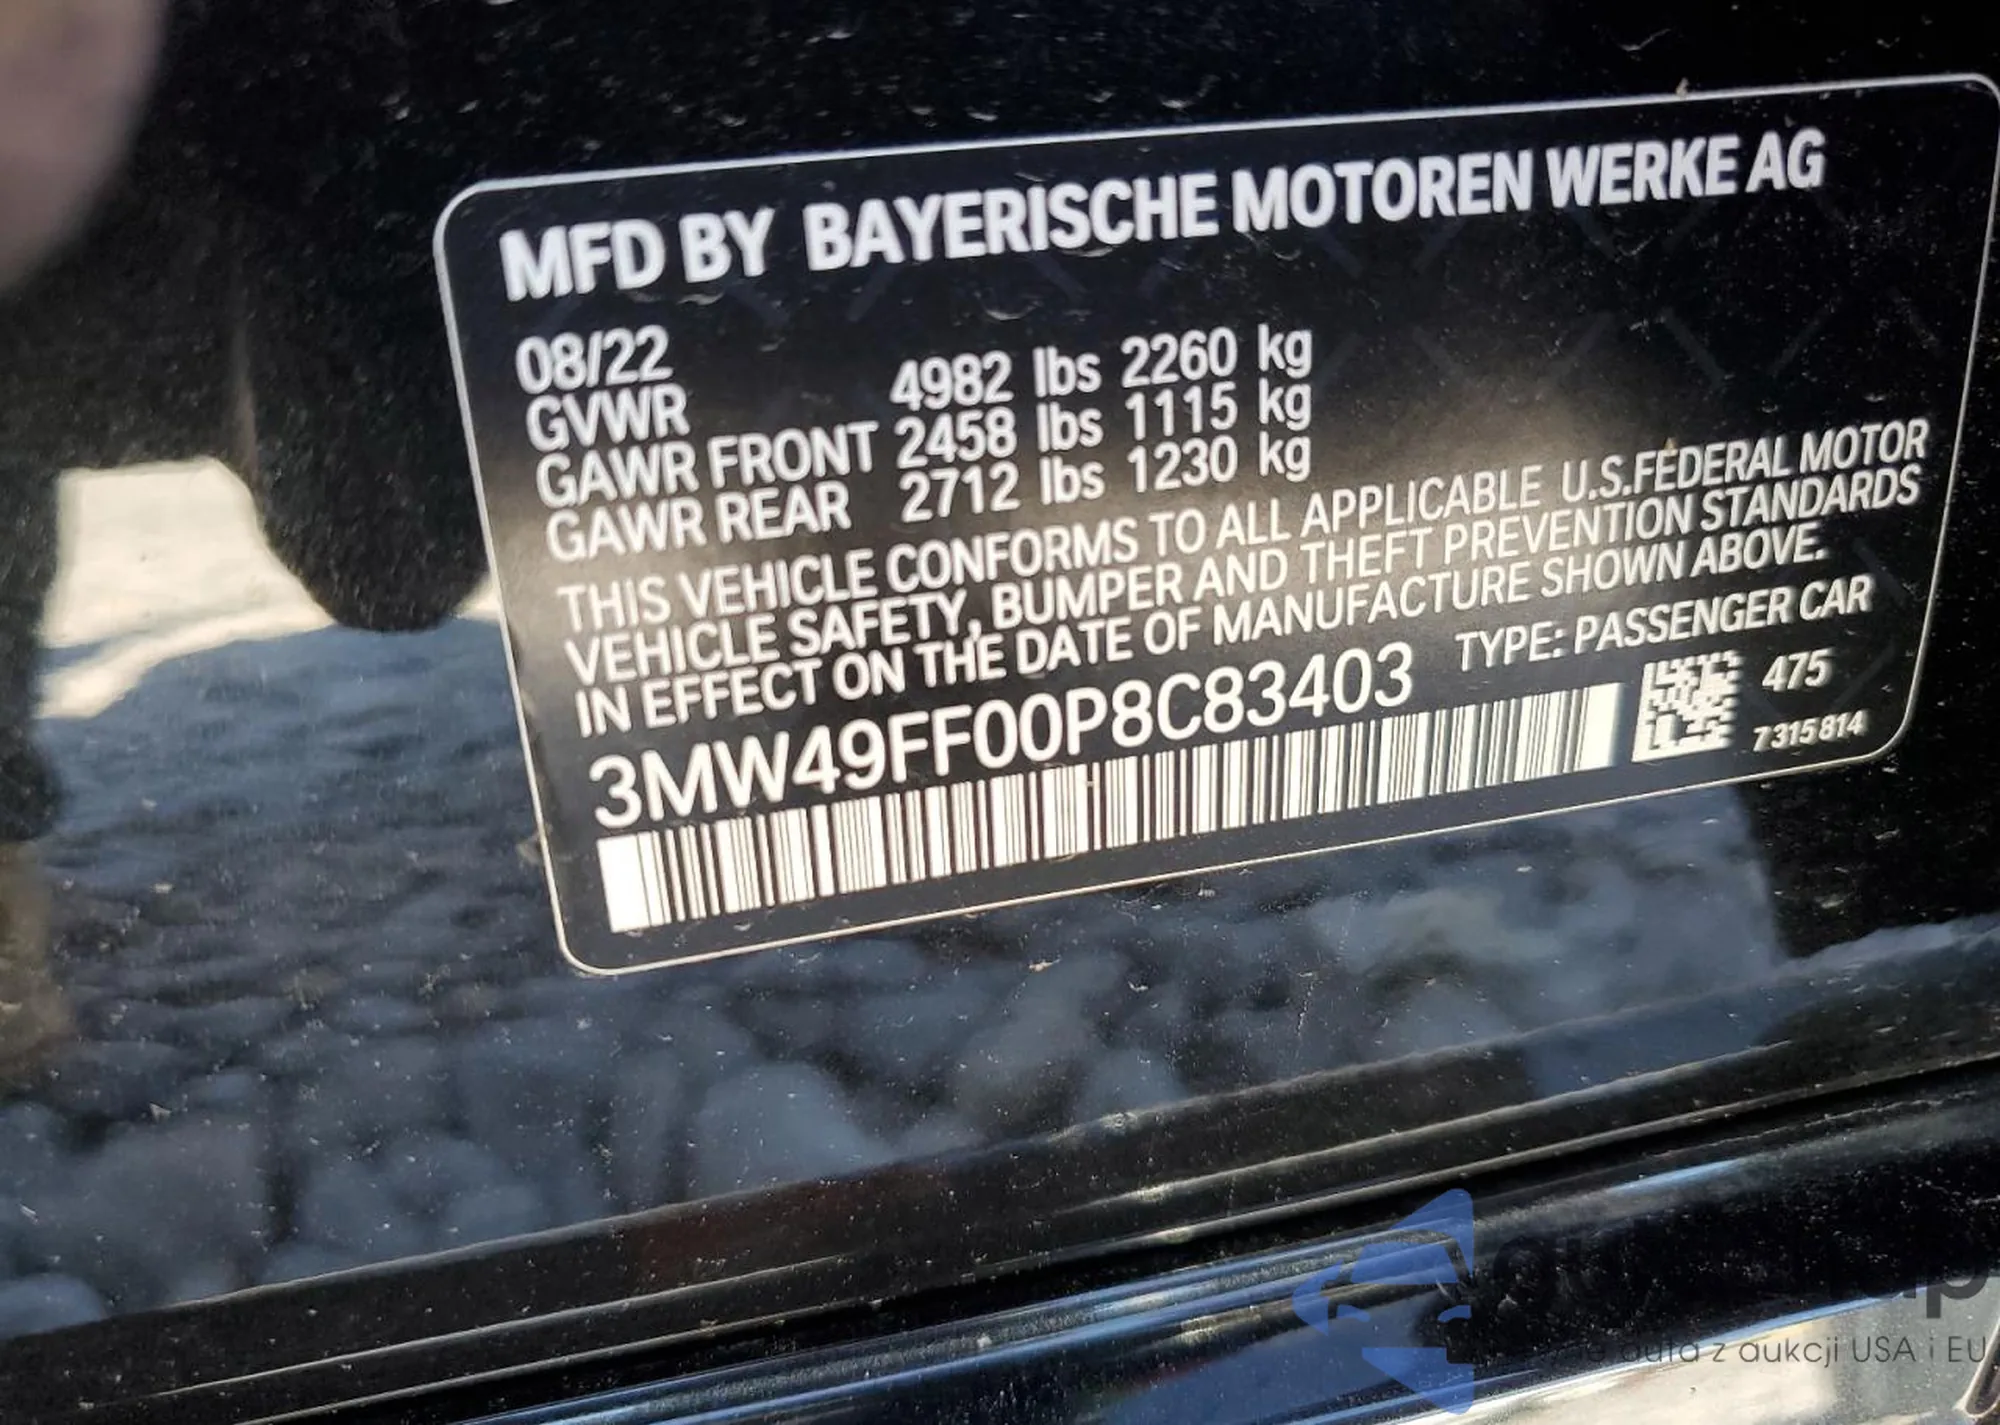 MFD BY BAYERISCHE MOTOREN WERKE AG
08/22
GVWR 4982 lbs 2260 kg
GAWR FRONT 2458 lbs 1115 kg
GAWR REAR 2712 lbs 1230 kg
THIS VEHICLE CONFORMS TO ALL APPLICABLE U.S.FEDERAL MOTOR
VEHICLE SAFETY, BUMPER AND THEFT PREVENTION STANDARDS
IN EFFECT ON THE DATE OF MANUFACTURE SHOWN ABOVE.
3MW49FF00P8C83403 TYPE: PASSENGER CAR
475
7315814
auta z aukcji USA i EU